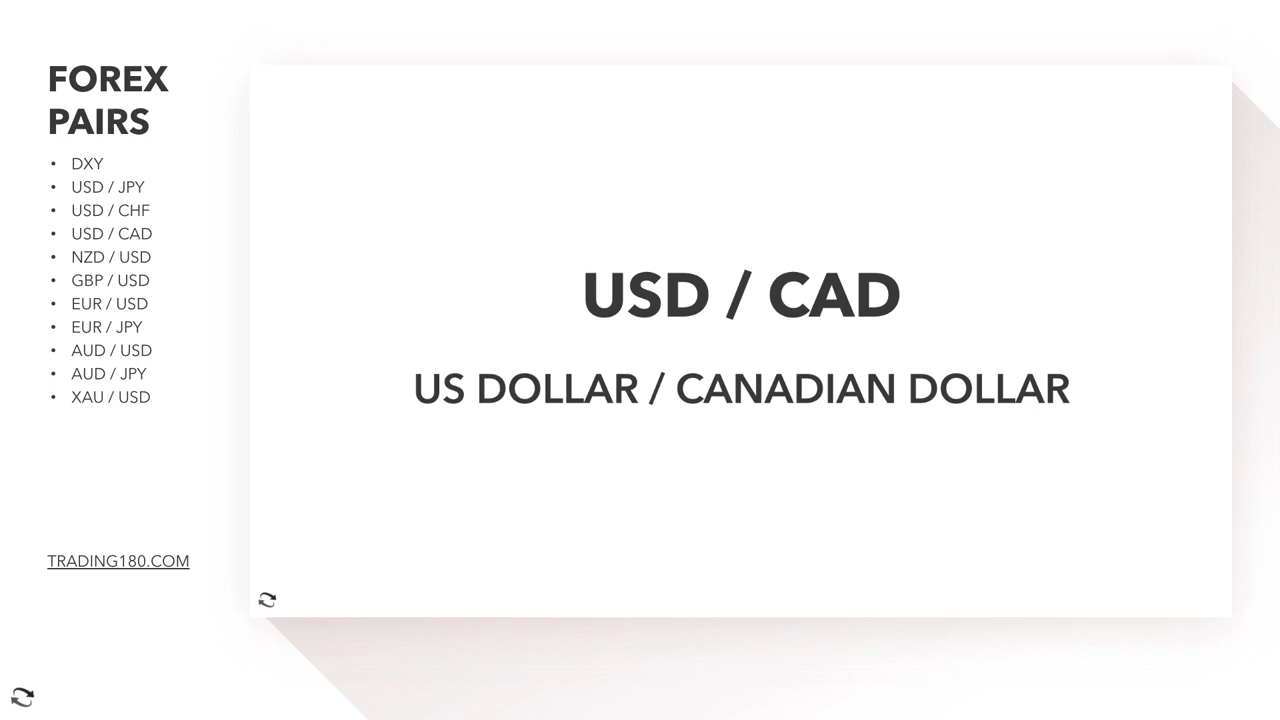 FOREX
PAIRS
• DXY
• USD / JPY
• USD / CHF
• USD / CAD
• NZD / USD
• GBP / USD
• EUR / USD
• EUR / JPY
• AUD / USD
• AUD / JPY
• XAU / USD
TRADING180.COM
USD / CAD
US DOLLAR / CANADIAN DOLLAR